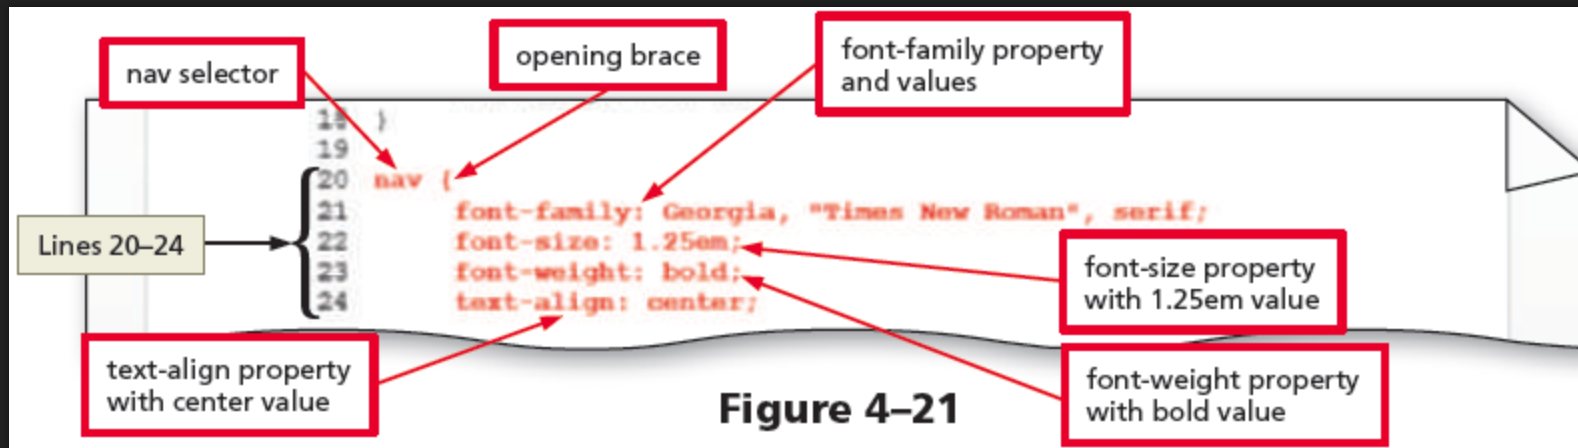 nav selector
opening brace
font-family property
and values
18 }
19
20 nav {
21 font-family: Georgia, "Times New Roman", serif;
22 font-size: 1.25em;
23 font-weight: bold;
24 text-align: center;
Lines 20–24
font-size property
with 1.25em value
text-align property
with center value
font-weight property
with bold value
Figure 4–21